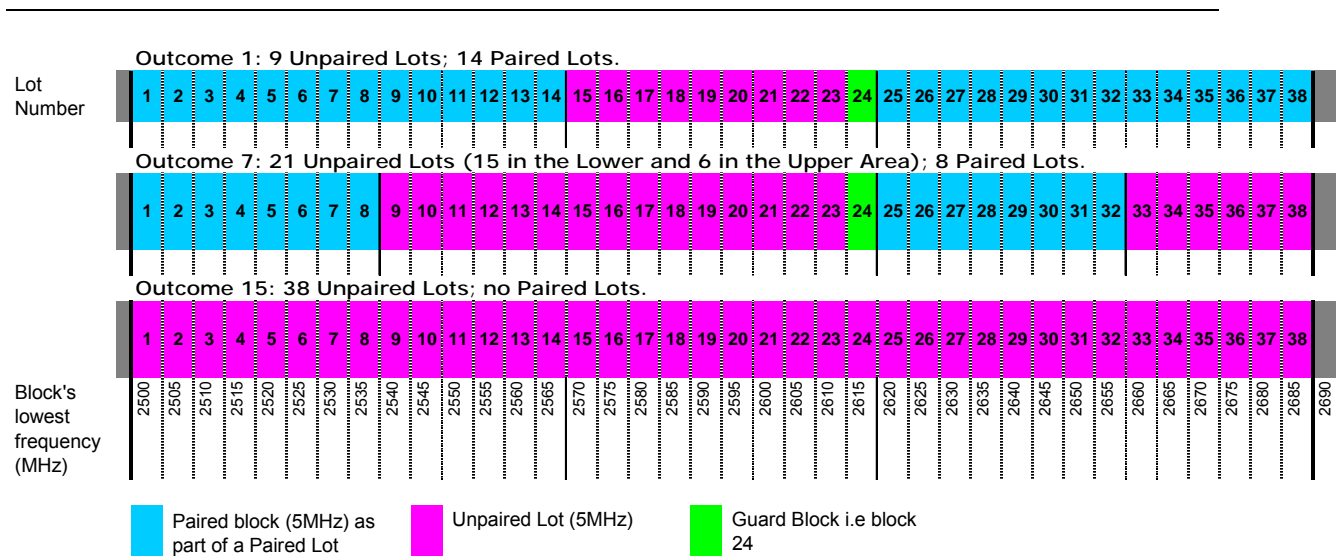 Outcome 1: 9 Unpaired Lots; 14 Paired Lots.
Lot
Number
1 2 3 4 5 6 7 8 9 10 11 12 13 14 15 16 17 18 19 20 21 22 23 24 25 26 27 28 29 30 31 32 33 34 35 36 37 38
Outcome 7: 21 Unpaired Lots (15 in the Lower and 6 in the Upper Area); 8 Paired Lots.
1 2 3 4 5 6 7 8 9 10 11 12 13 14 15 16 17 18 19 20 21 22 23 24 25 26 27 28 29 30 31 32 33 34 35 36 37 38
Outcome 15: 38 Unpaired Lots; no Paired Lots.
1 2 3 4 5 6 7 8 9 10 11 12 13 14 15 16 17 18 19 20 21 22 23 24 25 26 27 28 29 30 31 32 33 34 35 36 37 38
Block's
lowest
frequency
(MHz)
2500 2505 2510 2515 2520 2525 2530 2535 2540 2545 2550 2555 2560 2565 2570 2575 2580 2585 2590 2595 2600 2605 2610 2615 2620 2625 2630 2635 2640 2645 2650 2655 2660 2665 2670 2675 2680 2685 2690
Paired block (5MHz) as
part of a Paired Lot
Unpaired Lot (5MHz)
Guard Block i.e block
24